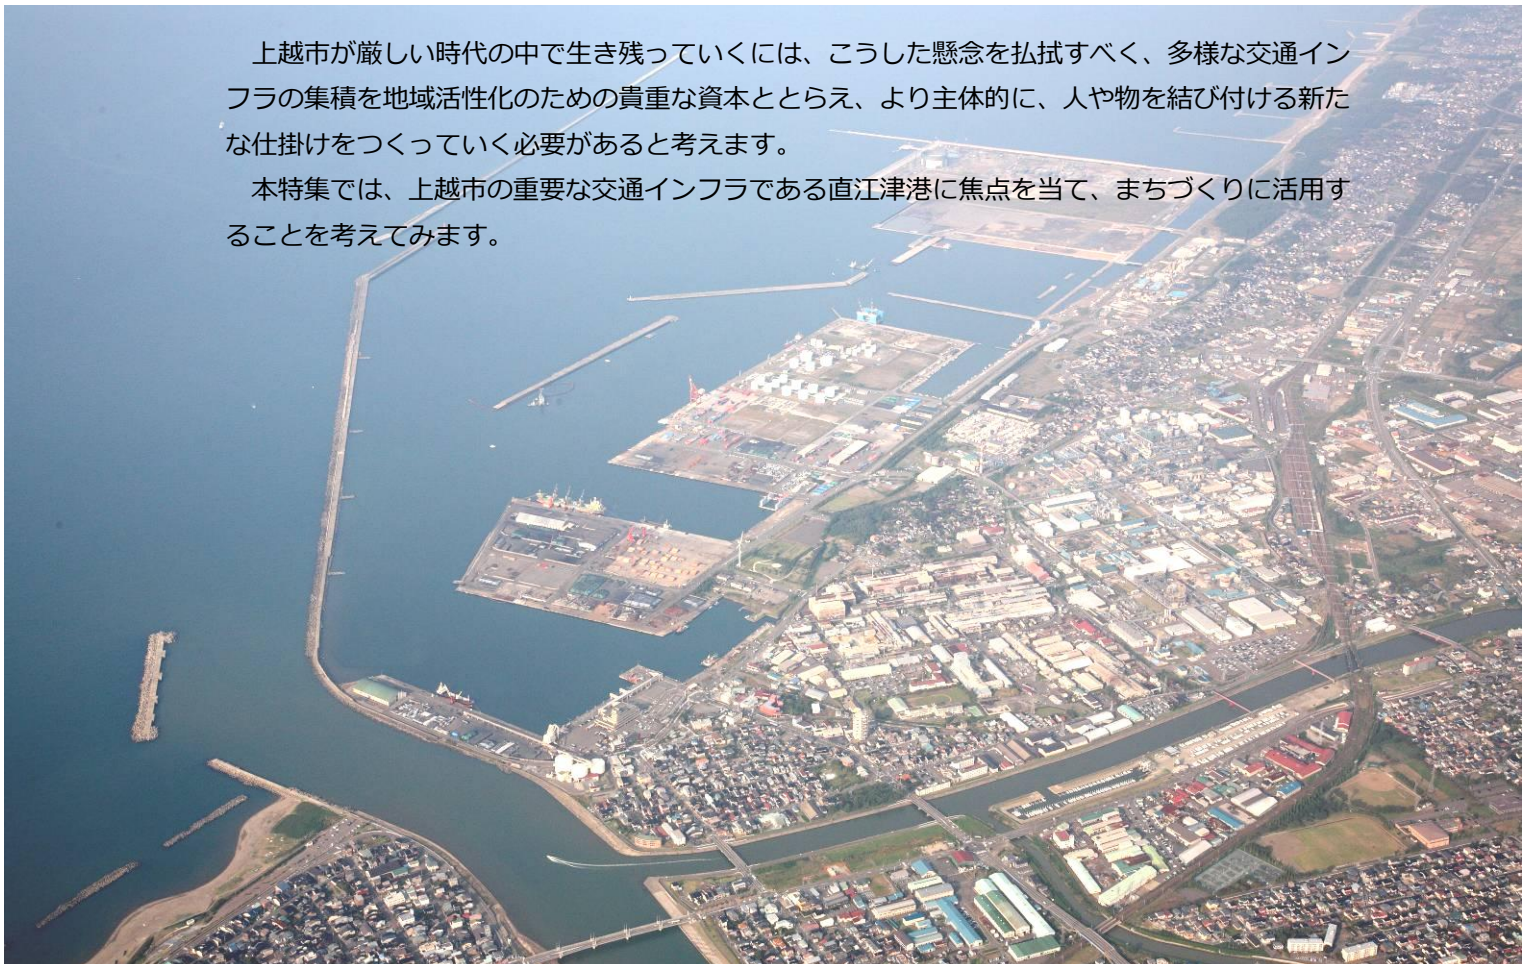 上越市が厳しい時代の中で生き残っていくには、こうした懸念を払拭すべく、多様な交通イン
フラの集積を地域活性化のための貴重な資本ととらえ、より主体的に、人や物を結び付ける新た
な仕掛けをつくっていく必要があると考えます。
本特集では、上越市の重要な交通インフラである直江津港に焦点を当て、まちづくりに活用す
ることを考えてみます。